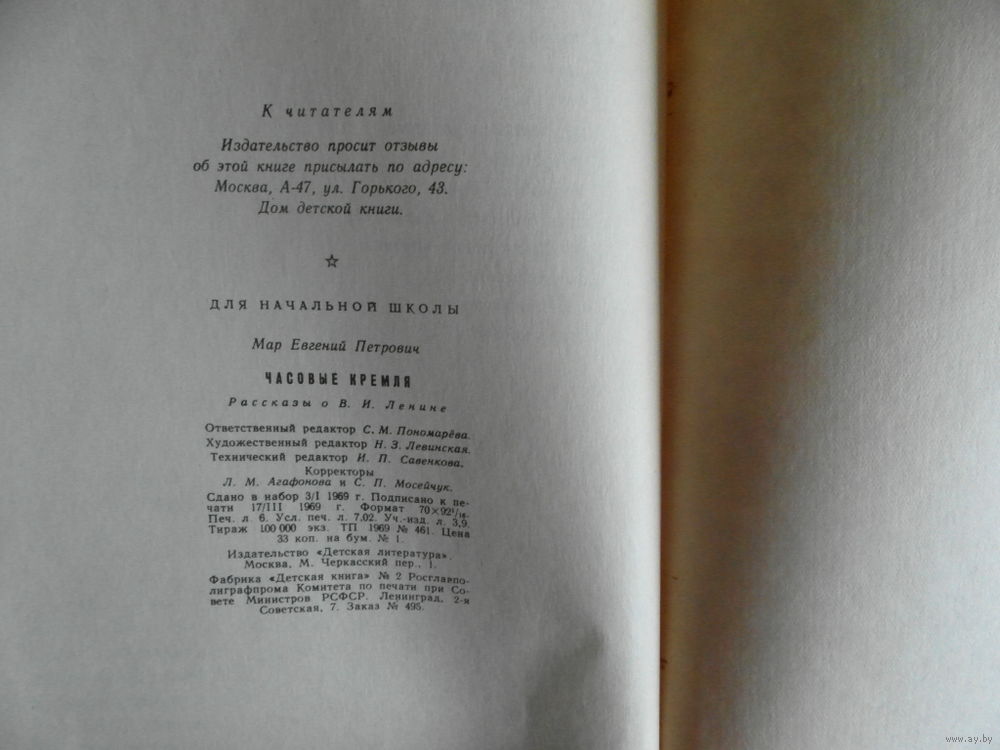 К читателям
Издательство просит отзывы
об этой книге присылать по адресу:
Москва, А-47, ул. Горького, 43.
Дом детской книги.
ДЛЯ НАЧАЛЬНОЙ ШКОЛЫ
Мар Евгений Петрович
ЧАСОВЫЕ КРЕМЛЯ
Рассказы о В. И. Ленине
Ответственный редактор С. М. Пономарёва.
Художественный редактор Н. З. Левинская.
Технический редактор И. П. Савенкова.
Корректоры
Л. М. Агафонова и С. П. Мосейчук.
Сдано в набор 3/I 1969 г. Подписано к пе-
чати 17/III 1969 г. Формат 70×92¹/₁₆.
Печ. л. 6. Усл. печ. л. 7,02. Уч.-изд. л. 3,9.
Тираж 100 000 экз. ТП 1969 № 461. Цена
33 коп. на бум. № 1.
Издательство «Детская литература».
Москва, М. Черкасский пер., 1.
Фабрика «Детская книга» № 2 Росглавпо-
лиграфпрома Комитета по печати при Со-
вете Министров РСФСР. Ленинград, 2-я
Советская, 7. Заказ № 495.
www.ay.by